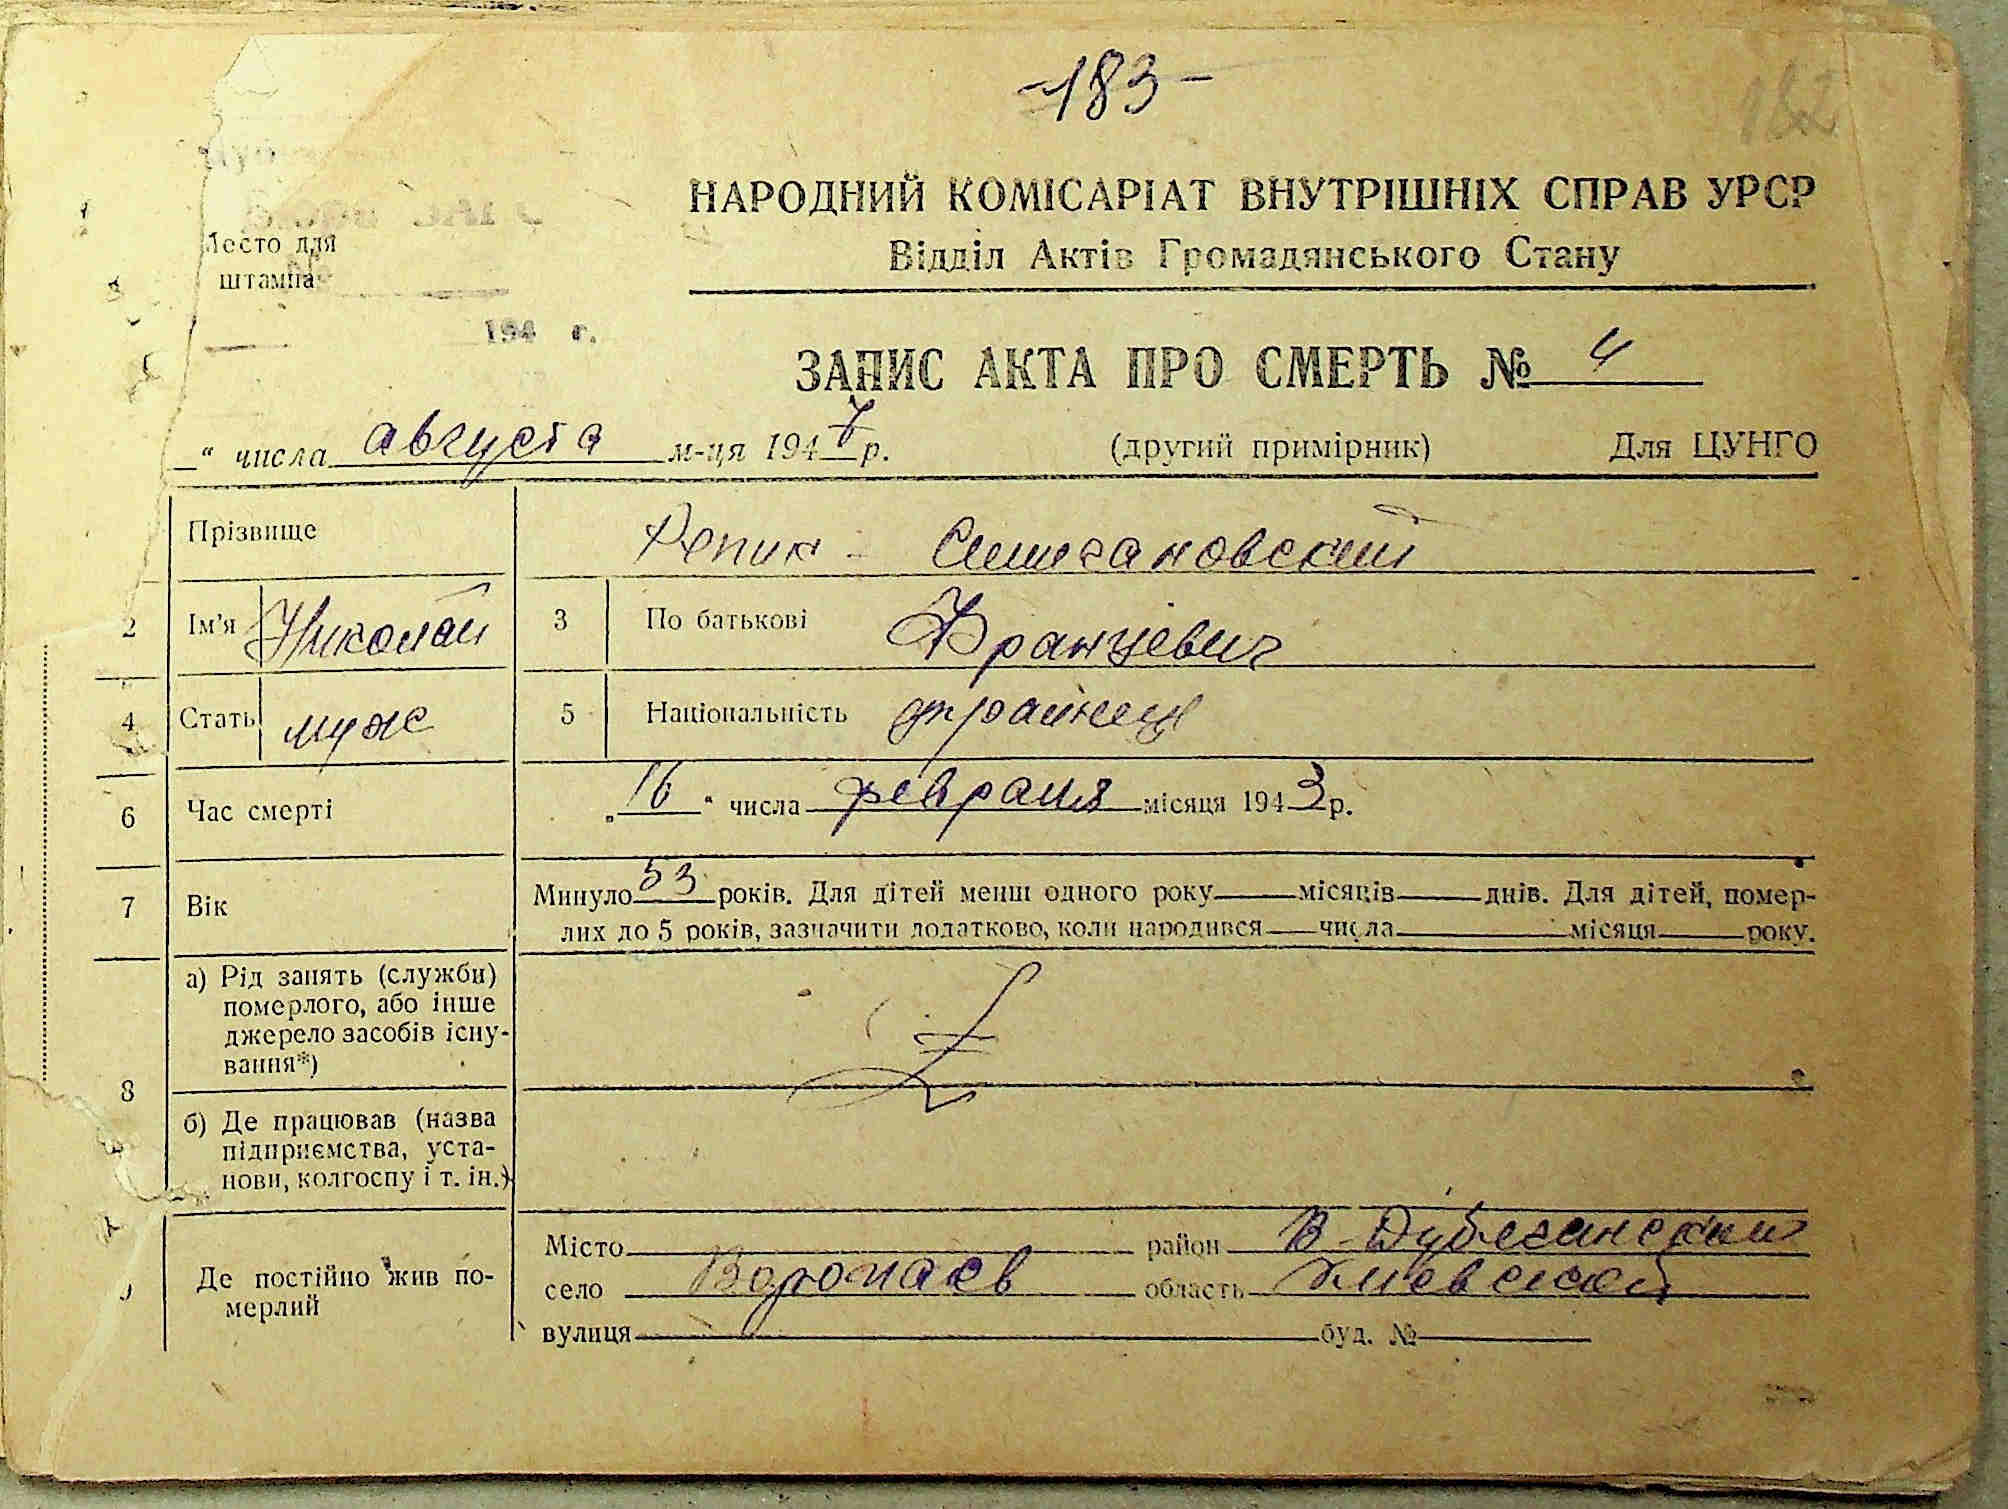 -183-
182
НАРОДНИЙ КОМІСАРІАТ ВНУТРІШНІХ СПРАВ УРСР
Відділ Актів Громадянського Стану
Место для
штампа
194 г.
ЗАПИС АКТА ПРО СМЕРТЬ № 4
" числа августа м-ця 1947 р. (другий примірник) Для ЦУНГО
Прізвище Репик -
2 Ім'я Николай 3 По батькові Францевич
4 Стать муж 5 Національність украйнец
6 Час смерті „16" числа февраля місяця 1943 р.
7 Вік Минуло 53 років. Для дітей менш одного року місяців днів. Для дітей, помер-
лих до 5 років, зазначити додатково, коли народився числа місяця року.
8 а) Рід занять (служби)
померлого, або інше
джерело засобів існу-
вання*)
б) Де працював (назва
підприємства, уста-
нови, колгоспу і т. ін.)
Де постійно жив по-
мерлий
Місто район В-Дубечанский
село Воропаев область Киевской
вулиця буд. №